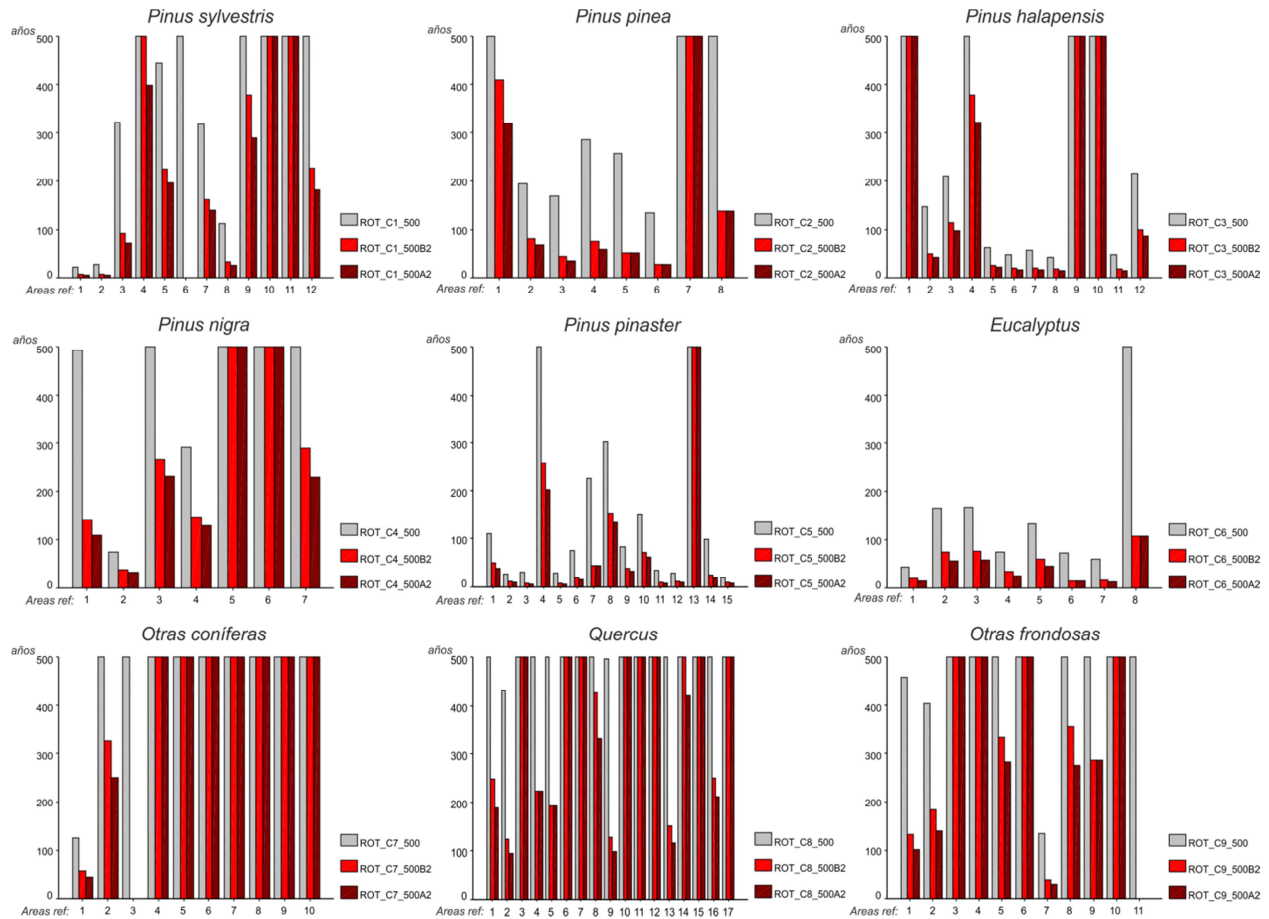 Pinus sylvestris
años
500
400
300
200
100
0
Areas ref: 1 2 3 4 5 6 7 8 9 10 11 12
ROT_C1_500
ROT_C1_500B2
ROT_C1_500A2
Pinus pinea
años
500
400
300
200
100
0
Areas ref: 1 2 3 4 5 6 7 8
ROT_C2_500
ROT_C2_500B2
ROT_C2_500A2
Pinus halapensis
años
500
400
300
200
100
0
Areas ref: 1 2 3 4 5 6 7 8 9 10 11 12
ROT_C3_500
ROT_C3_500B2
ROT_C3_500A2
Pinus nigra
años
500
400
300
200
100
0
Areas ref: 1 2 3 4 5 6 7
ROT_C4_500
ROT_C4_500B2
ROT_C4_500A2
Pinus pinaster
años
500
400
300
200
100
0
Areas ref: 1 2 3 4 5 6 7 8 9 10 11 12 13 14 15
ROT_C5_500
ROT_C5_500B2
ROT_C5_500A2
Eucalyptus
años
500
400
300
200
100
0
Areas ref: 1 2 3 4 5 6 7 8
ROT_C6_500
ROT_C6_500B2
ROT_C6_500A2
Otras coníferas
años
500
400
300
200
100
0
Areas ref: 1 2 3 4 5 6 7 8 9 10
ROT_C7_500
ROT_C7_500B2
ROT_C7_500A2
Quercus
años
500
400
300
200
100
0
Areas ref: 1 2 3 4 5 6 7 8 9 10 11 12 13 14 15 16 17
ROT_C8_500
ROT_C8_500B2
ROT_C8_500A2
Otras frondosas
años
500
400
300
200
100
0
Areas ref: 1 2 3 4 5 6 7 8 9 10 11
ROT_C9_500
ROT_C9_500B2
ROT_C9_500A2